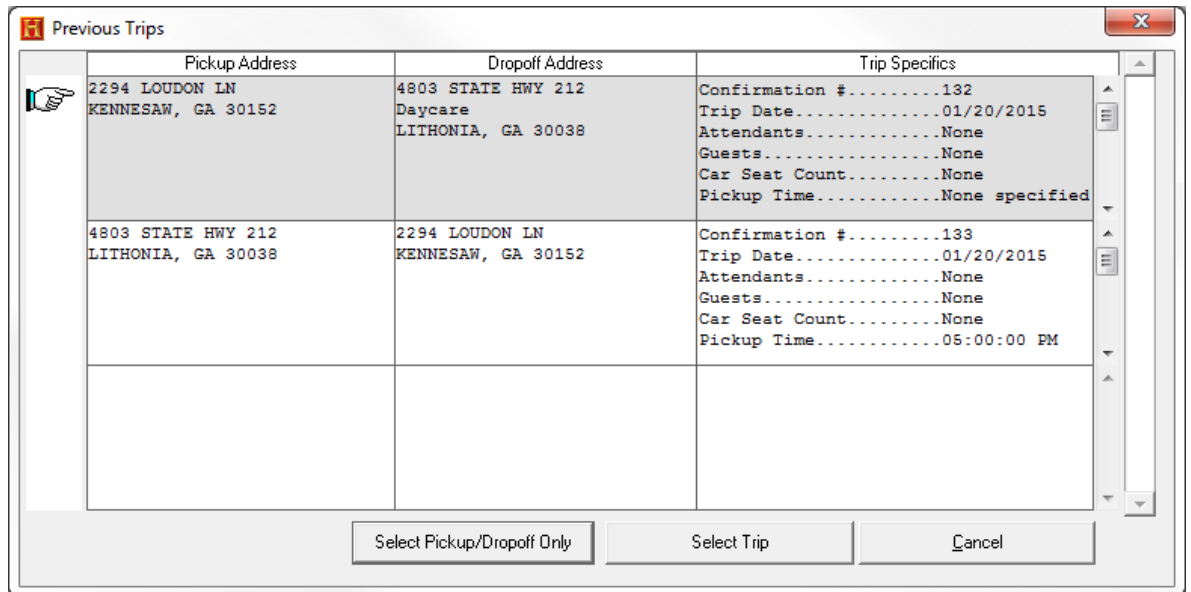 Previous Trips
Pickup Address Dropoff Address Trip Specifics
2294 LOUDON LN
KENNESAW, GA 30152
4803 STATE HWY 212
Daycare
LITHONIA, GA 30038
Confirmation #.........132
Trip Date..............01/20/2015
Attendants.............None
Guests.................None
Car Seat Count.........None
Pickup Time............None specified
4803 STATE HWY 212
LITHONIA, GA 30038
2294 LOUDON LN
KENNESAW, GA 30152
Confirmation #.........133
Trip Date..............01/20/2015
Attendants.............None
Guests.................None
Car Seat Count.........None
Pickup Time............05:00:00 PM
Select Pickup/Dropoff Only Select Trip Cancel